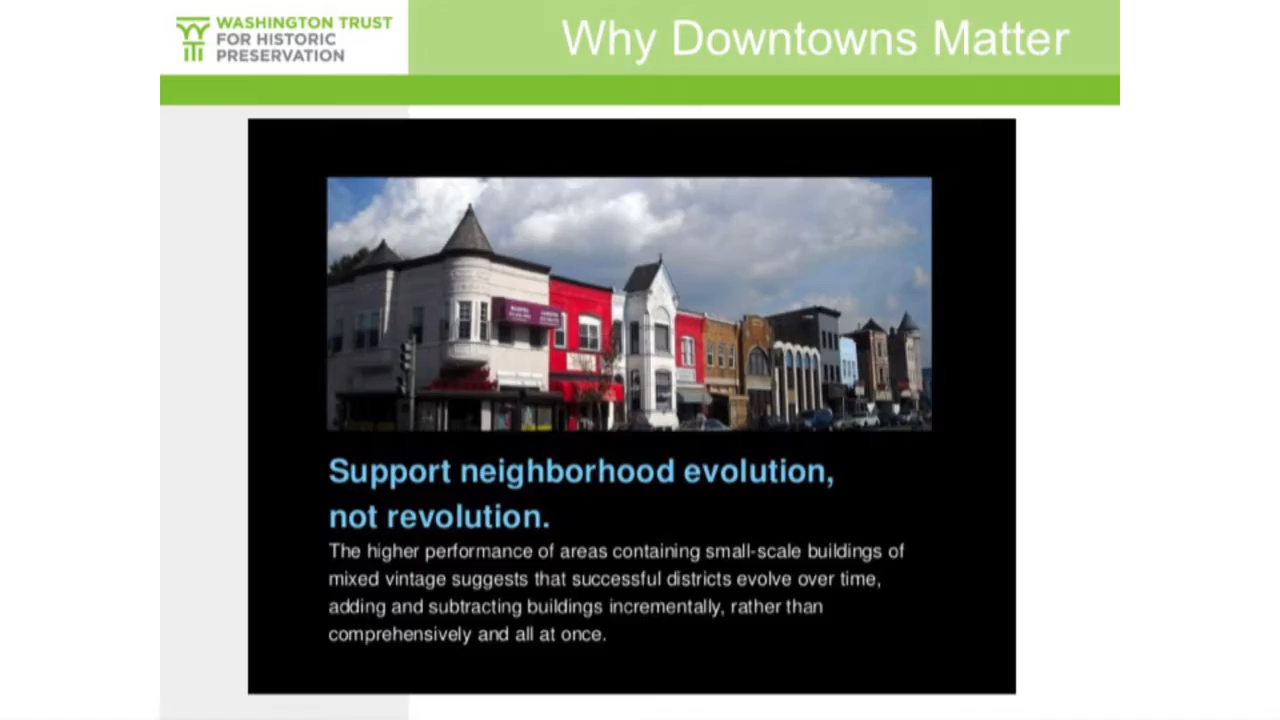 WASHINGTON TRUST
FOR HISTORIC
PRESERVATION
Why Downtowns Matter
Support neighborhood evolution,
not revolution.
The higher performance of areas containing small-scale buildings of
mixed vintage suggests that successful districts evolve over time,
adding and subtracting buildings incrementally, rather than
comprehensively and all at once.